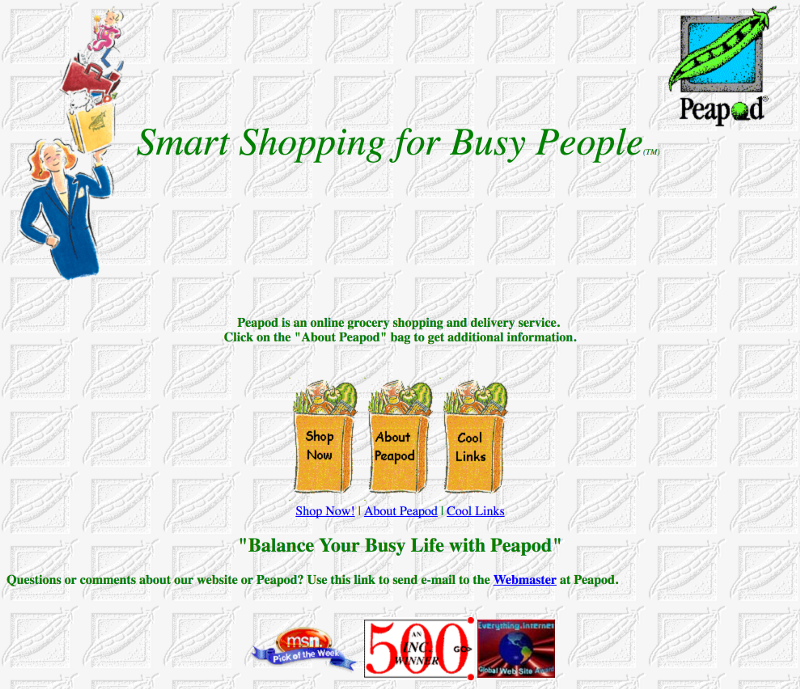 Peapod®
Smart Shopping for Busy People(TM)
Peapod is an online grocery shopping and delivery service.
Click on the "About Peapod" bag to get additional information.
Shop Now
About Peapod
Cool Links
Shop Now! | About Peapod | Cool Links
"Balance Your Busy Life with Peapod"
Questions or comments about our website or Peapod? Use this link to send e-mail to the Webmaster at Peapod.
msn.
Pick of the Week
AN
INC.
500
WINNER
GO>
Everything.Internet
Global Web Site Award